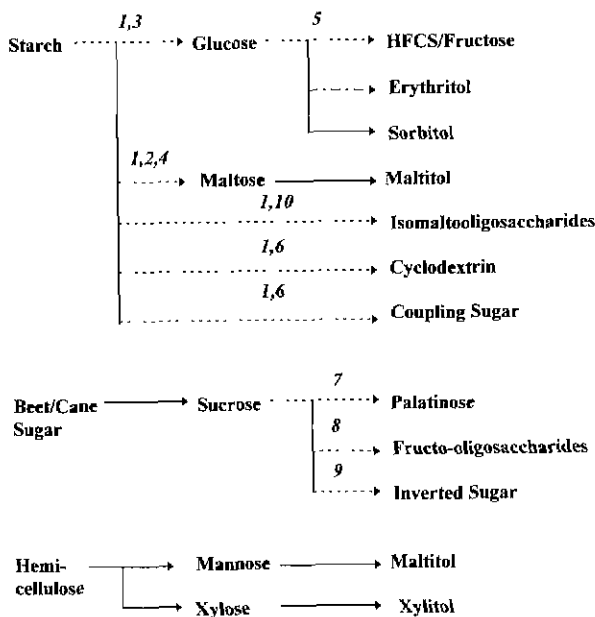 1,3 5
Starch Glucose HFCS/Fructose
Erythritol
Sorbitol
1,2,4
Maltose Maltitol
1,10
Isomaltooligosaccharides
1,6
Cyclodextrin
1,6
Coupling Sugar
7
Beet/Cane Sucrose Palatinose
Sugar
8
Fructo-oligosaccharides
9
Inverted Sugar
Hemi- Mannose Maltitol
cellulose
Xylose Xylitol